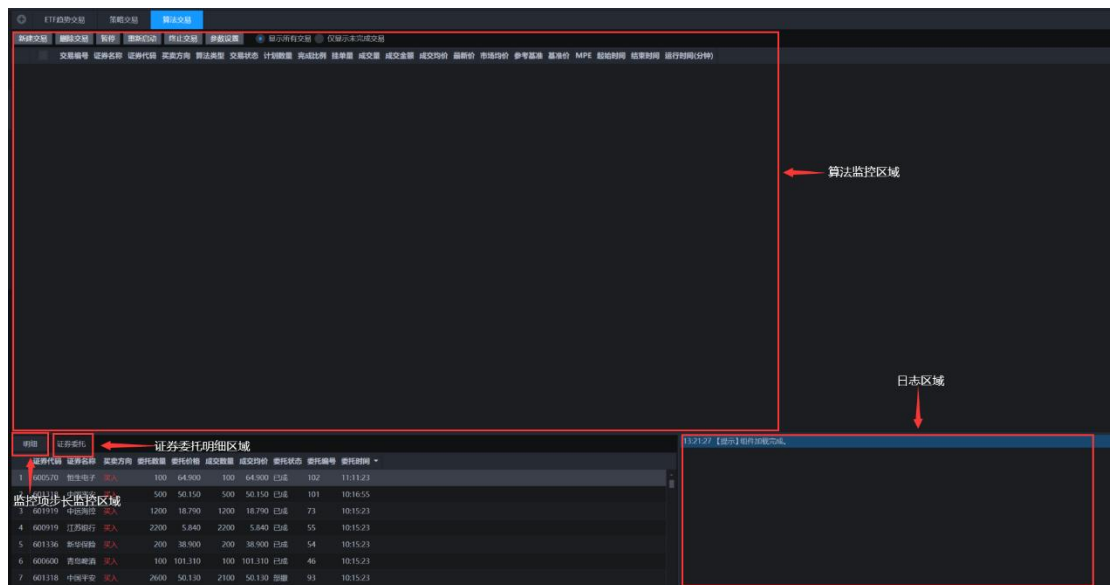 ETF趋势交易 策略交易 算法交易
新建交易 删除交易 暂停 重新启动 终止交易 参数设置 显示所有交易 仅显示未完成交易
交易编号 证券名称 证券代码 买卖方向 算法类型 交易状态 计划数量 完成比例 挂单量 成交量 成交金额 成交均价 最新价 市场均价 参考基准 基准价 MPE 起始时间 结束时间 运行时间(分钟)
算法监控区域
日志区域
明细 证券委托 证券委托明细区域
13:21:27 【提示】组件加载完成。
证券代码 证券名称 买卖方向 委托数量 委托价格 成交数量 成交均价 委托状态 委托编号 委托时间
1 600570 恒生电子 买入 100 64.900 100 64.900 已成 102 11:11:23
2 601318 中国平安 买入 500 50.150 500 50.150 已成 101 10:16:55
监控项步长监控区域
3 601919 中远海控 买入 1200 18.790 1200 18.790 已成 73 10:15:23
4 600919 江苏银行 买入 2200 5.840 2200 5.840 已成 55 10:15:23
5 601336 新华保险 买入 200 38.900 200 38.900 已成 54 10:15:23
6 600600 青岛啤酒 买入 100 101.310 100 101.310 已成 46 10:15:23
7 601318 中国平安 买入 2600 50.130 2100 50.130 部撤 93 10:15:23